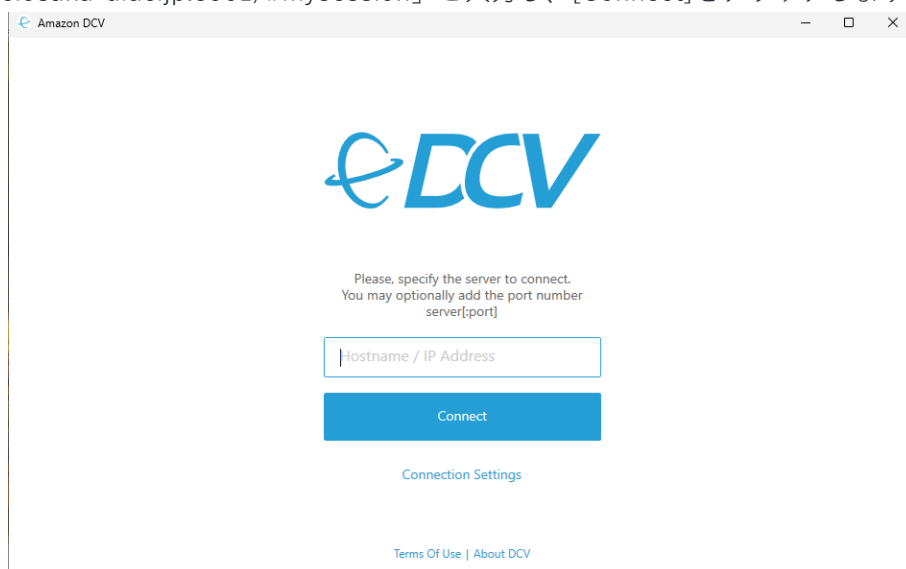 Amazon DCV
DCV
Please, specify the server to connect.
You may optionally add the port number
server[:port]
Hostname / IP Address
Connect
Connection Settings
Terms Of Use | About DCV